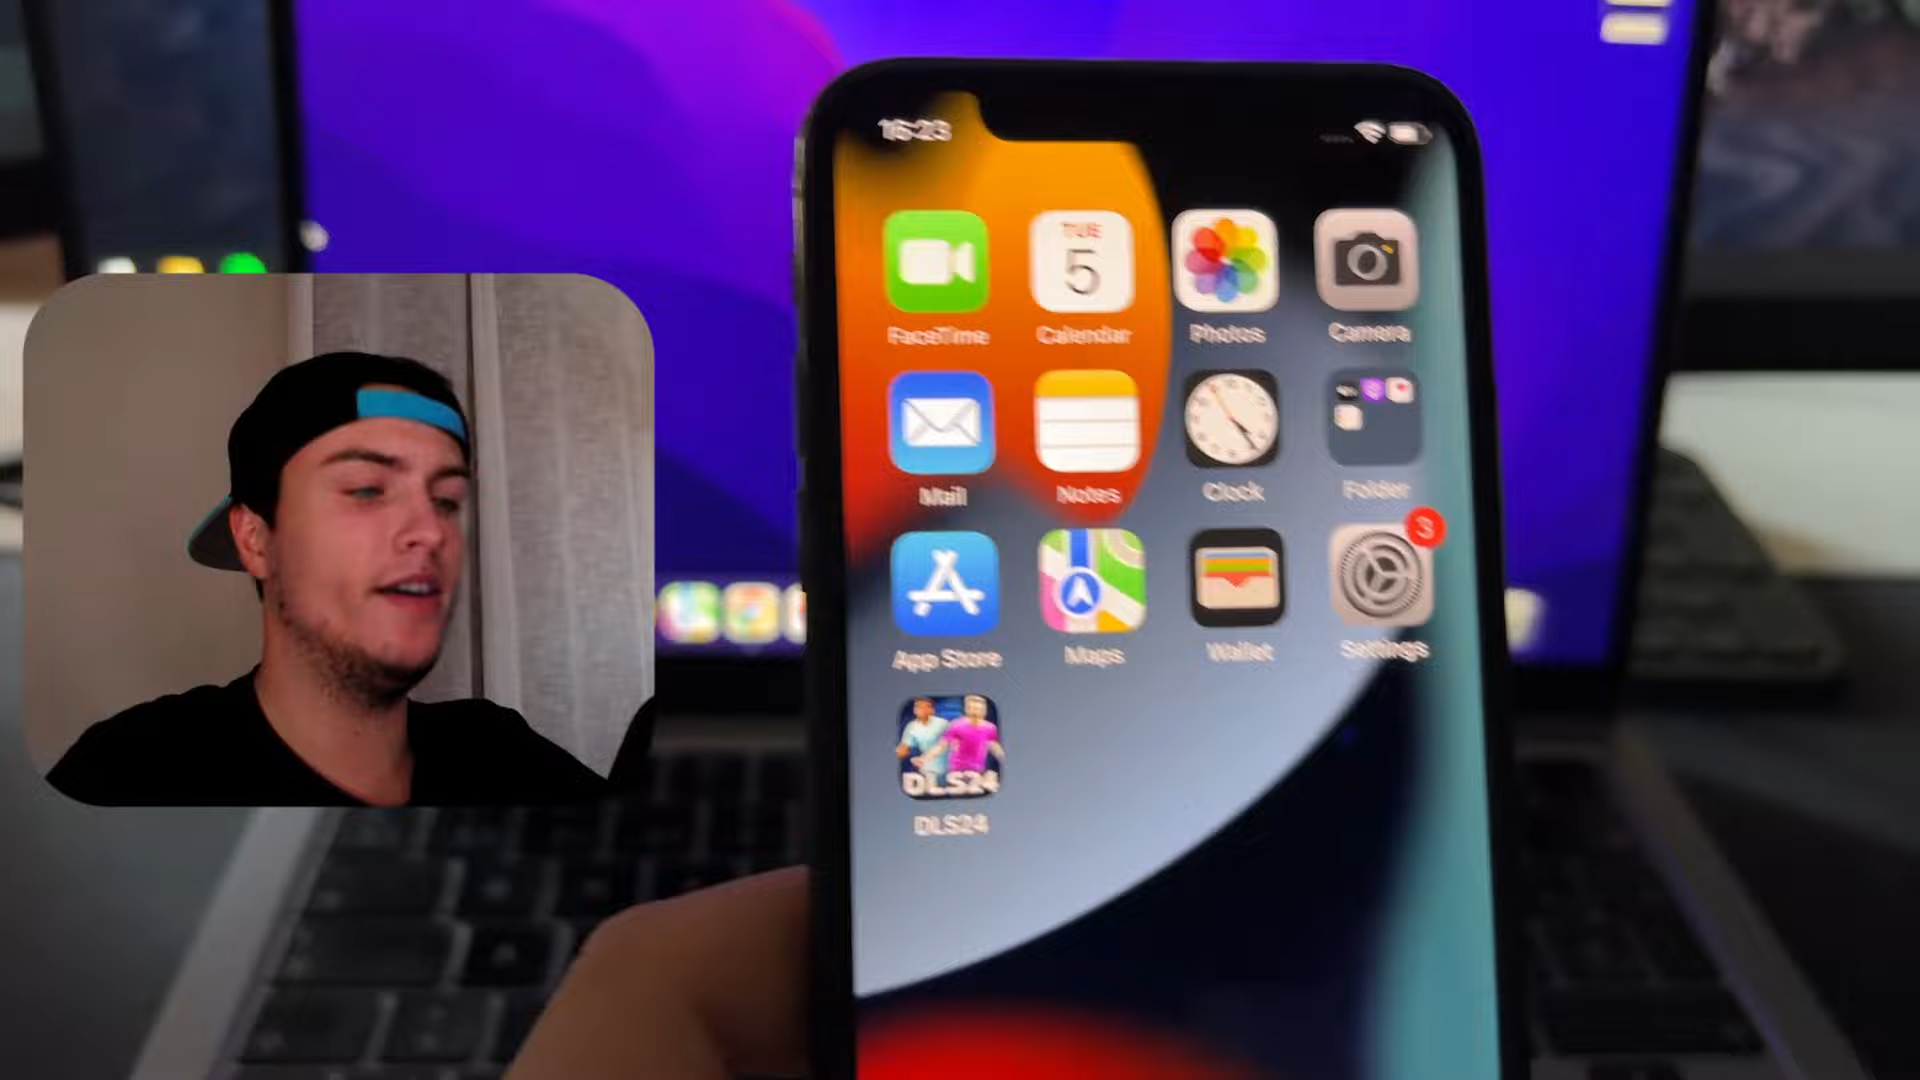 16:23
TUE
5
FaceTime
Calendar
Photos
Camera
Mail
Notes
Clock
Folder
3
App Store
Maps
Wallet
Settings
DLS24
DLS24